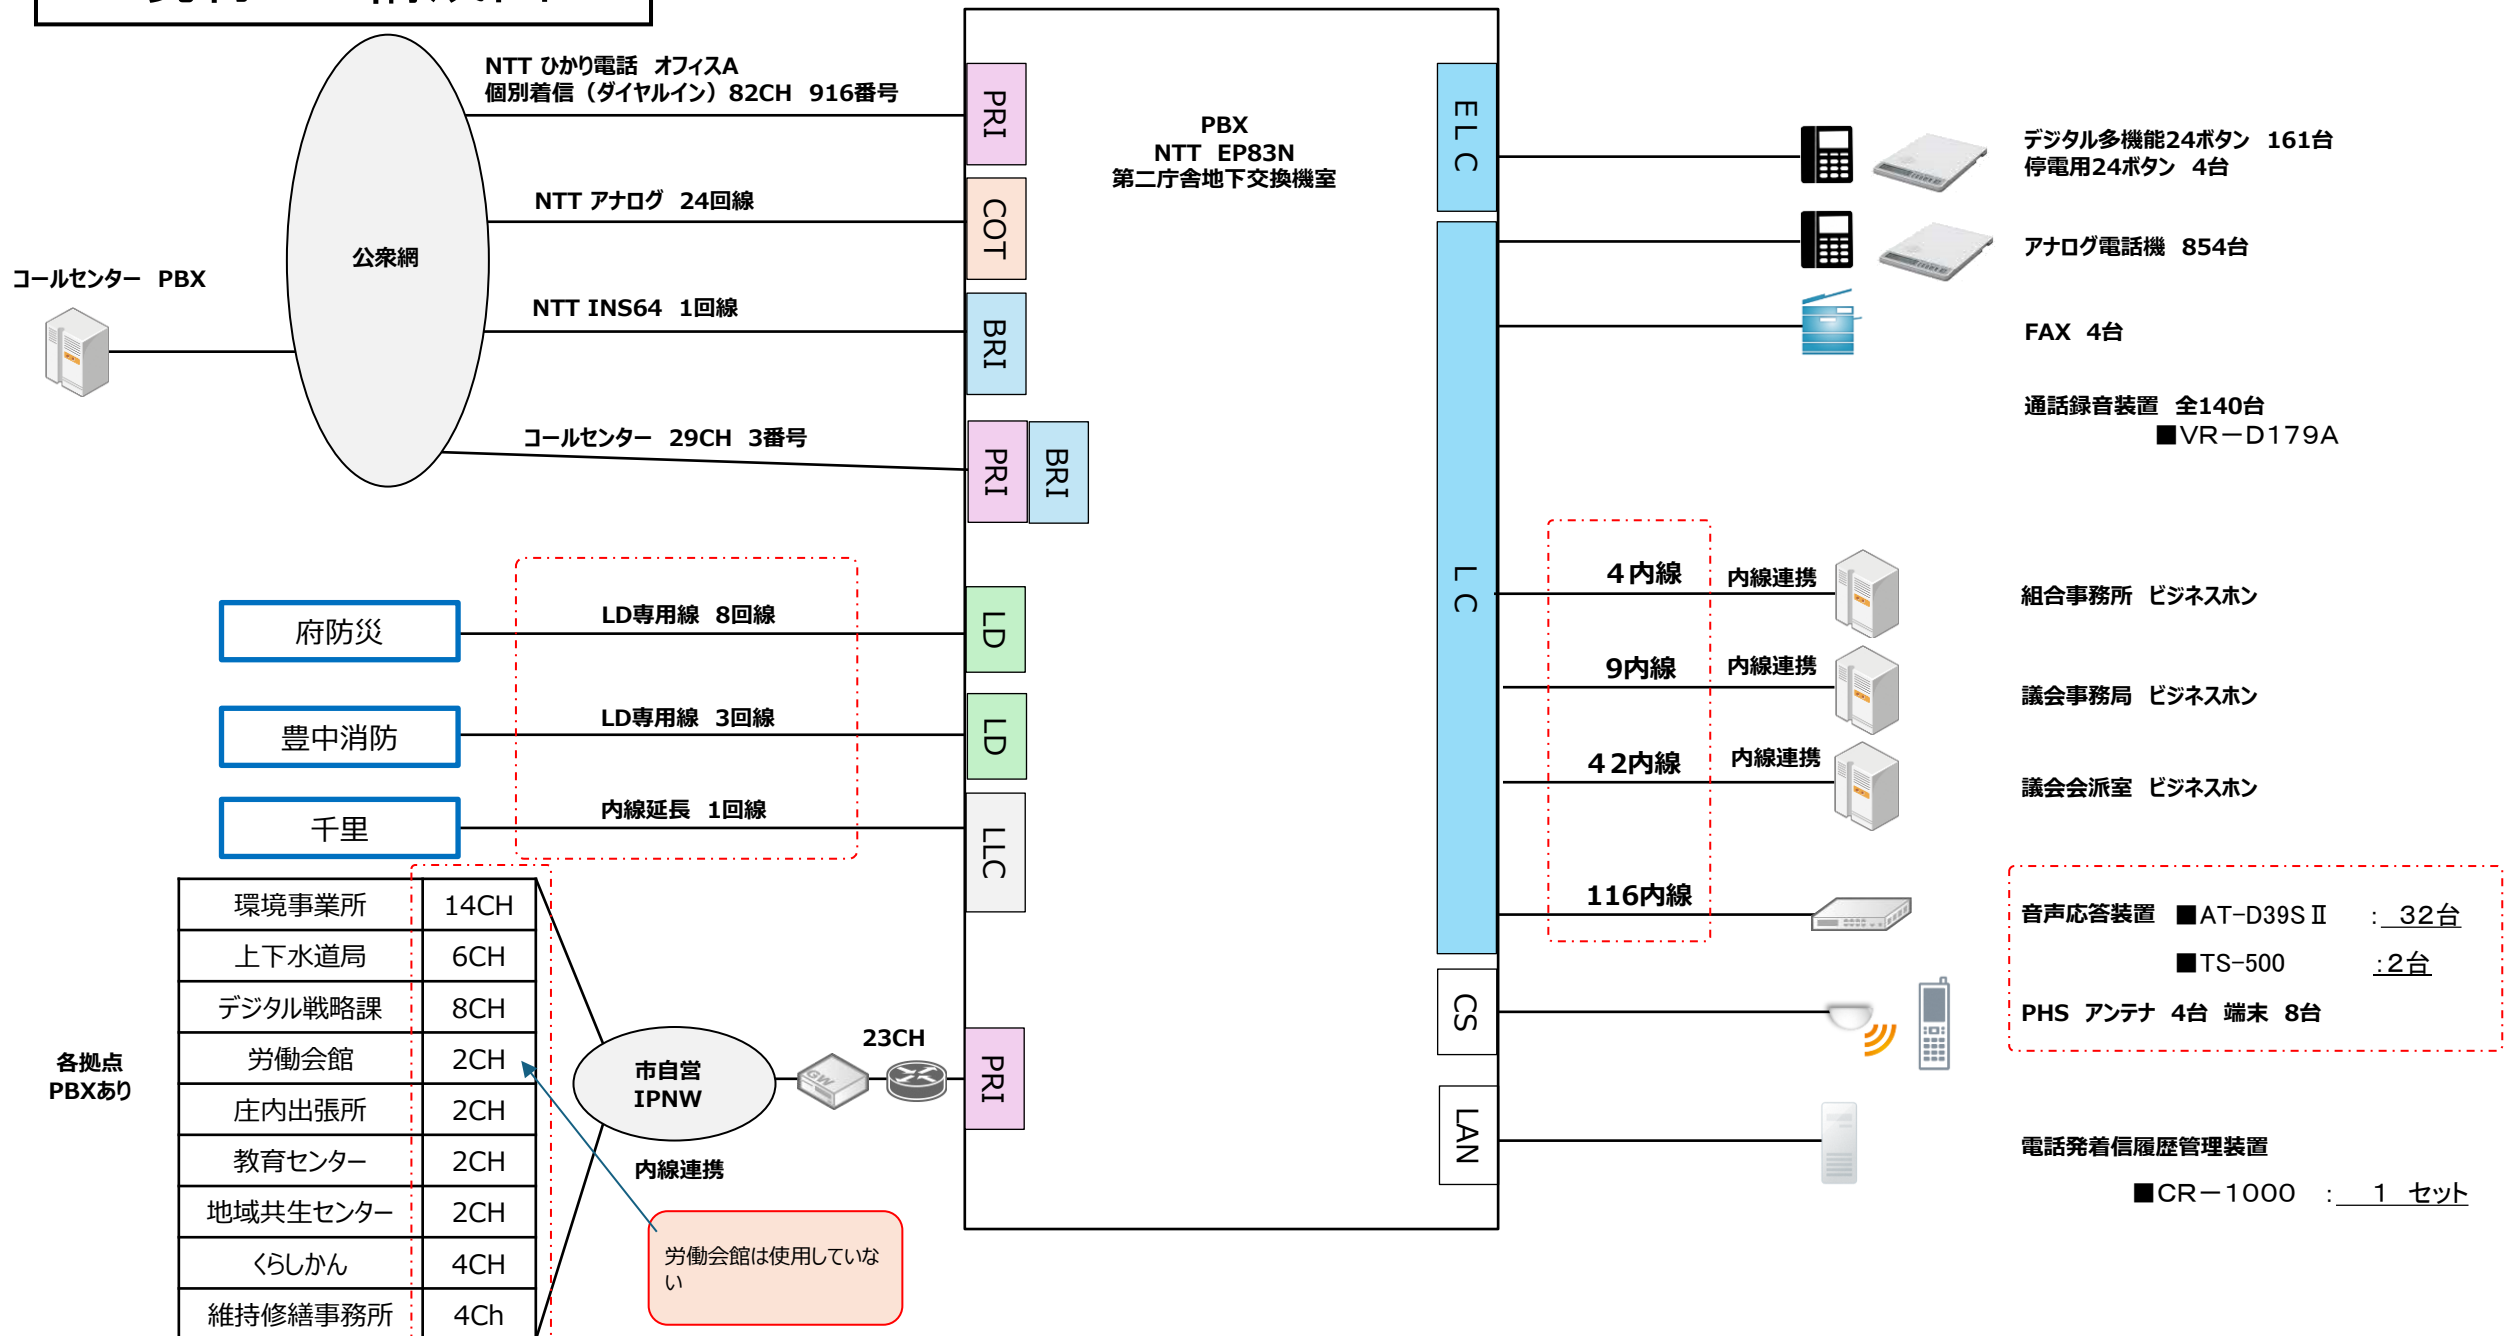 NTT ひかり電話 オフィスA
個別着信（ダイヤルイン）82CH 916番号
PRI
NTT アナログ 24回線
COT
公衆網
コールセンター PBX
NTT INS64 1回線
BRI
コールセンター 29CH 3番号
PRI
BRI
PBX
NTT EP83N
第二庁舎地下交換機室
府防災
LD専用線 8回線
LD
豊中消防
LD専用線 3回線
LD
千里
内線延長 1回線
LLC
各拠点
PBXあり
環境事業所 14CH
上下水道局 6CH
デジタル戦略課 8CH
労働会館 2CH
庄内出張所 2CH
教育センター 2CH
地域共生センター 2CH
くらしかん 4CH
維持修繕事務所 4Ch
市自営
IPNW
内線連携
23CH
PRI
労働会館は使用していな
い
ELC
デジタル多機能24ボタン 161台
停電用24ボタン 4台
LC
アナログ電話機 854台
FAX 4台
通話録音装置 全140台
■VR－D179A
4内線 内線連携 組合事務所 ビジネスホン
9内線 内線連携 議会事務局 ビジネスホン
42内線 内線連携 議会会派室 ビジネスホン
116内線
音声応答装置 ■AT-D39SⅡ : 32台
■TS-500 :2台
CS
PHS アンテナ 4台 端末 8台
LAN
電話発着信履歴管理装置
■CR－1000 : 1 セット